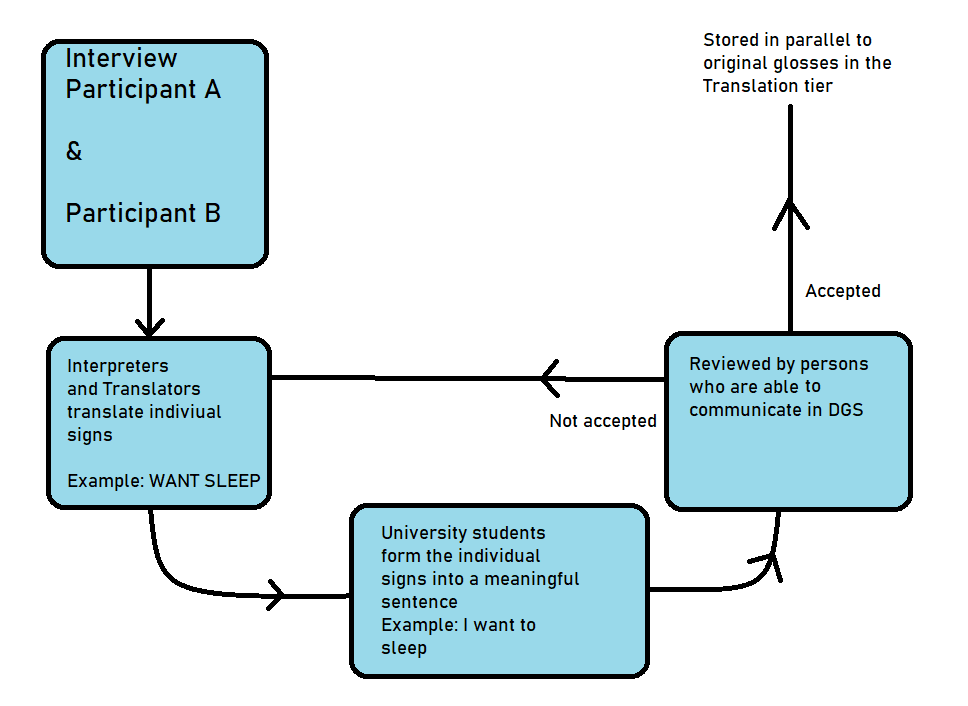 Interview
Participant A
&
Participant B
Interpreters
and Translators
translate indiviual
signs
Example: WANT SLEEP
University students
form the individual
signs into a meaningful
sentence
Example: I want to
sleep
Reviewed by persons
who are able to
communicate in DGS
Not accepted
Accepted
Stored in parallel to
original glosses in the
Translation tier